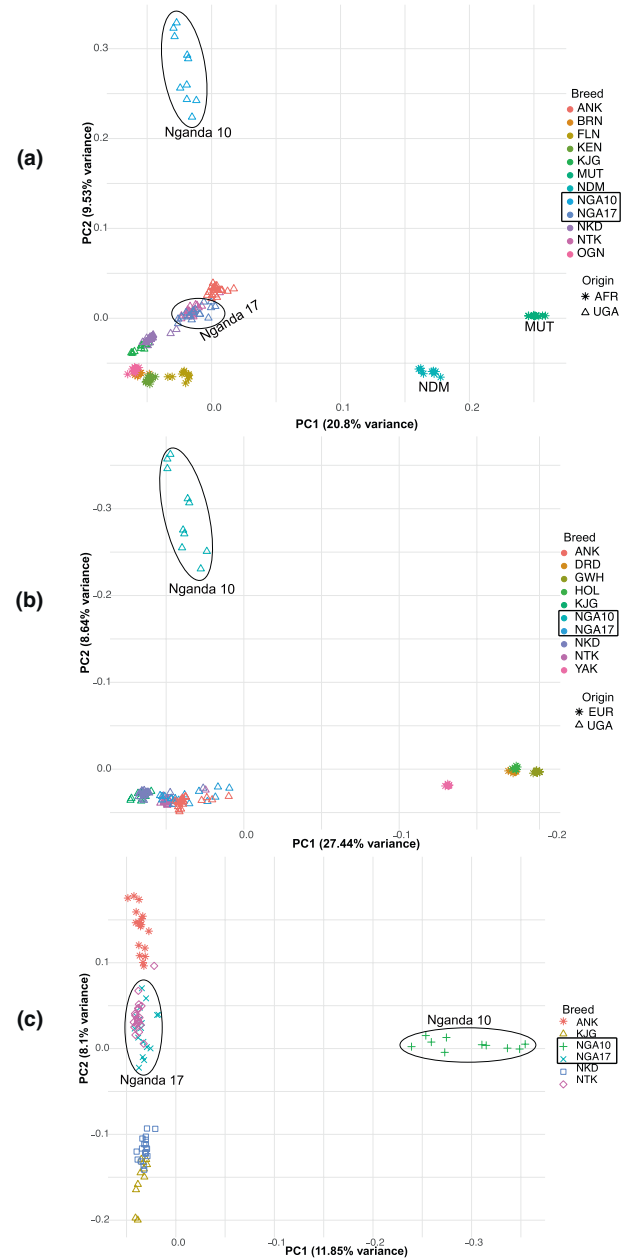 (a)
PC2 (9.53% variance)
0.3
0.2
0.1
0.0
Nganda 10
Nganda 17
MUT
NDM
0.0
0.1
0.2
PC1 (20.8% variance)
Breed
ANK
BRN
FLN
KEN
KJG
MUT
NDM
NGA10
NGA17
NKD
NTK
OGN
Origin
AFR
UGA
(b)
PC2 (8.64% variance)
−0.3
−0.2
−0.1
0.0
Nganda 10
0.0
−0.1
−0.2
PC1 (27.44% variance)
Breed
ANK
DRD
GWH
HOL
KJG
NGA10
NGA17
NKD
NTK
YAK
Origin
EUR
UGA
(c)
PC2 (8.1% variance)
0.1
0.0
−0.1
−0.2
Nganda 17
Nganda 10
0.0
−0.1
−0.2
−0.3
PC1 (11.85% variance)
Breed
ANK
KJG
NGA10
NGA17
NKD
NTK